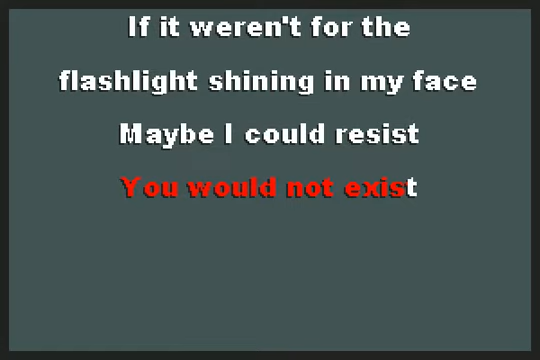 If it weren't for the
flashlight shining in my face
Maybe I could resist
You would not exist